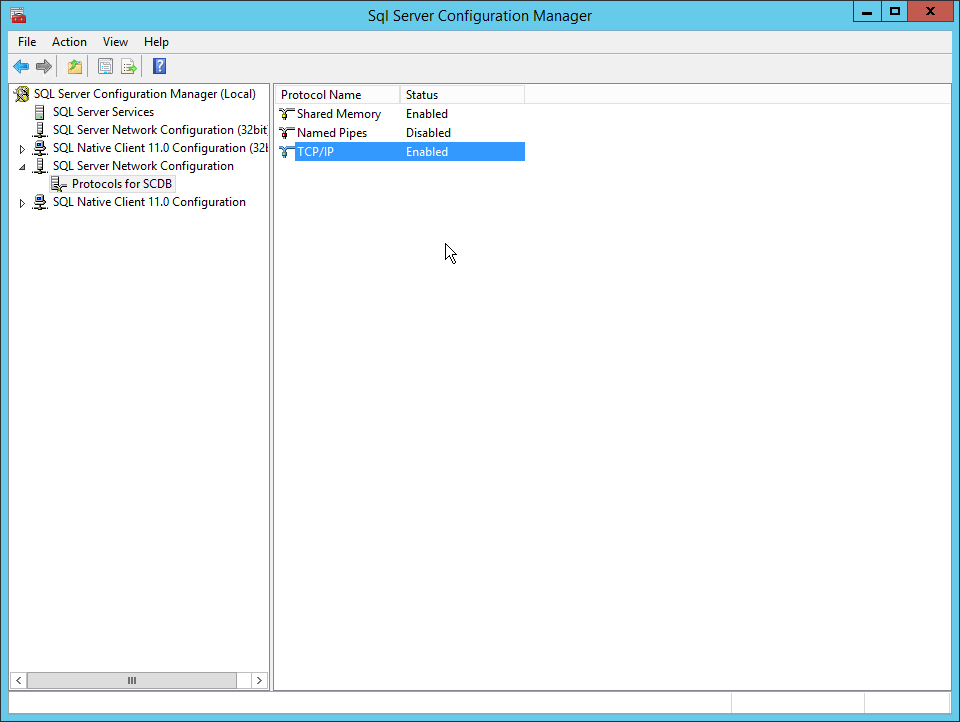 Sql Server Configuration Manager
File Action View Help
SQL Server Configuration Manager (Local)
SQL Server Services
SQL Server Network Configuration (32bit
SQL Native Client 11.0 Configuration (32b
SQL Server Network Configuration
Protocols for SCDB
SQL Native Client 11.0 Configuration
Protocol Name Status
Shared Memory Enabled
Named Pipes Disabled
TCP/IP Enabled